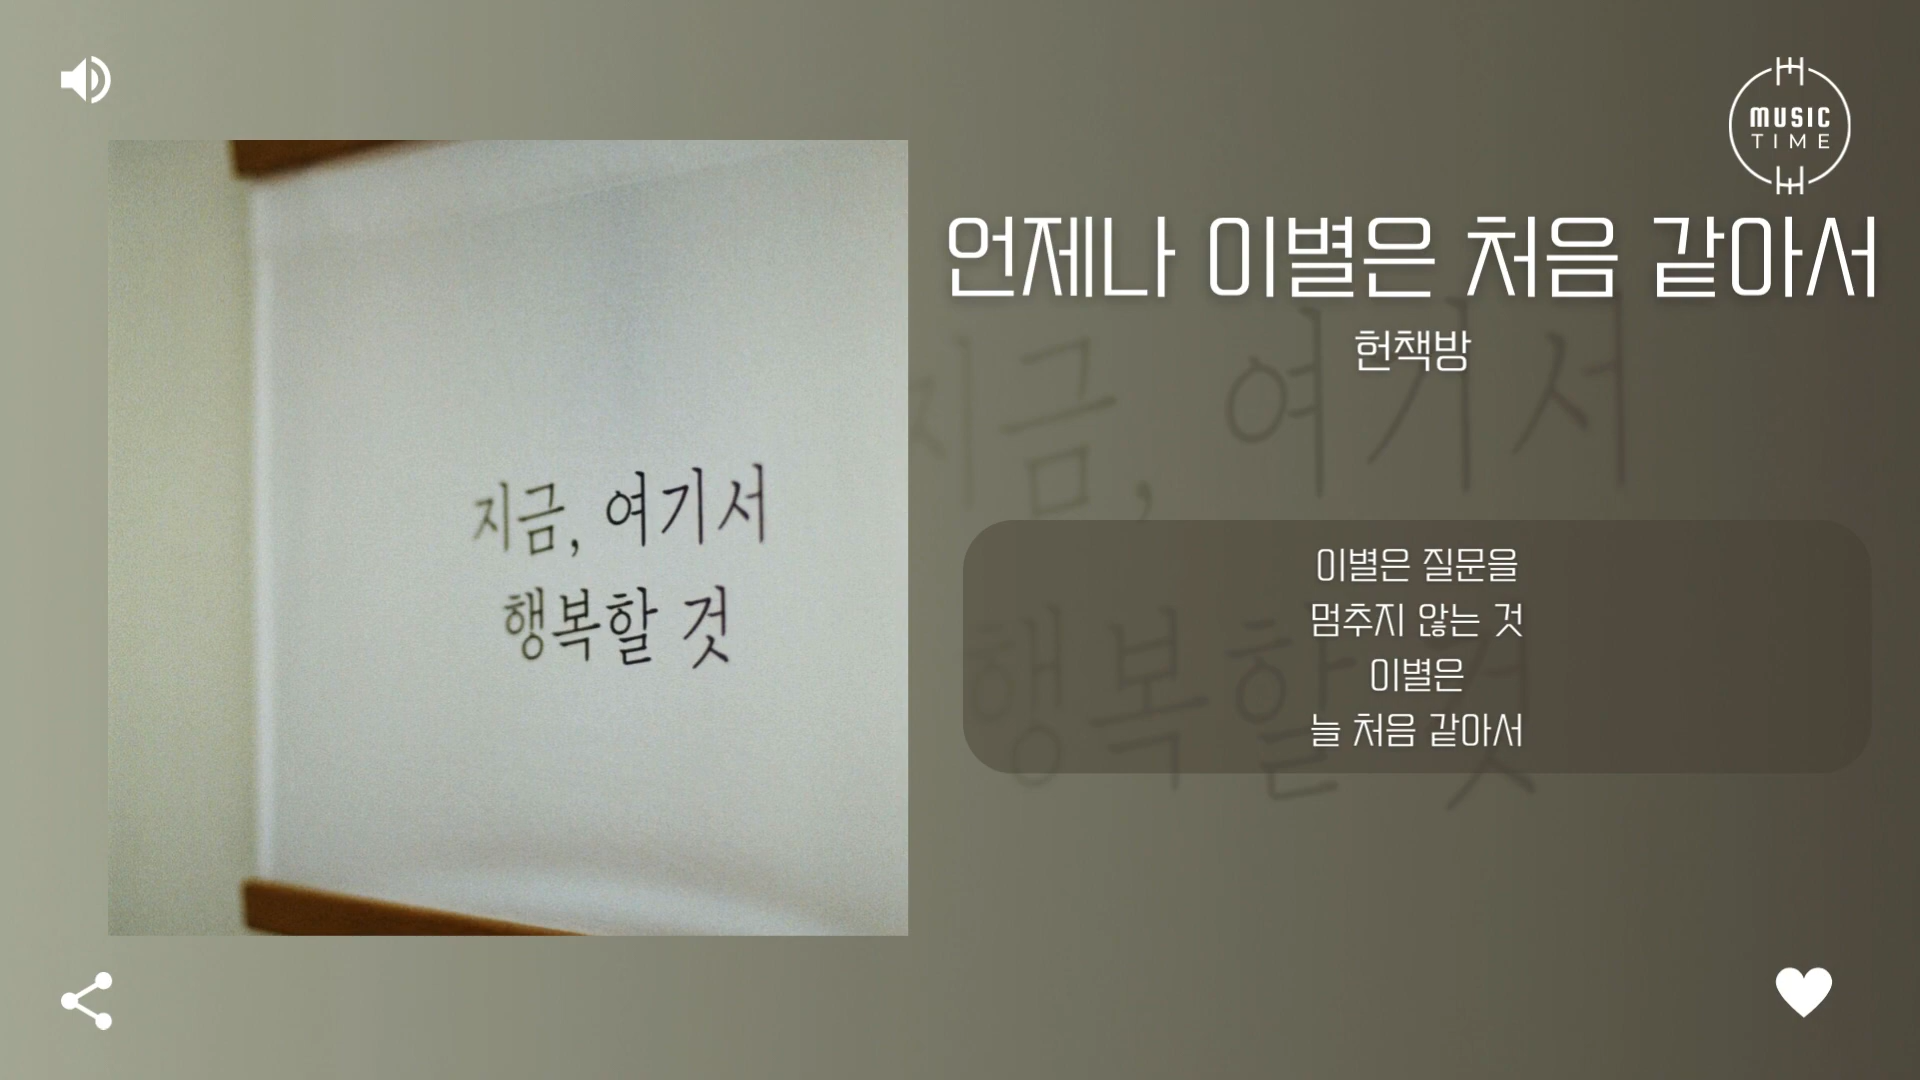 MUSIC
TIME
언제나 이별은 처음 같아서
헌책방
지금, 여기서
행복할 것
이별은 질문을
멈추지 않는 것
이별은
늘 처음 같아서